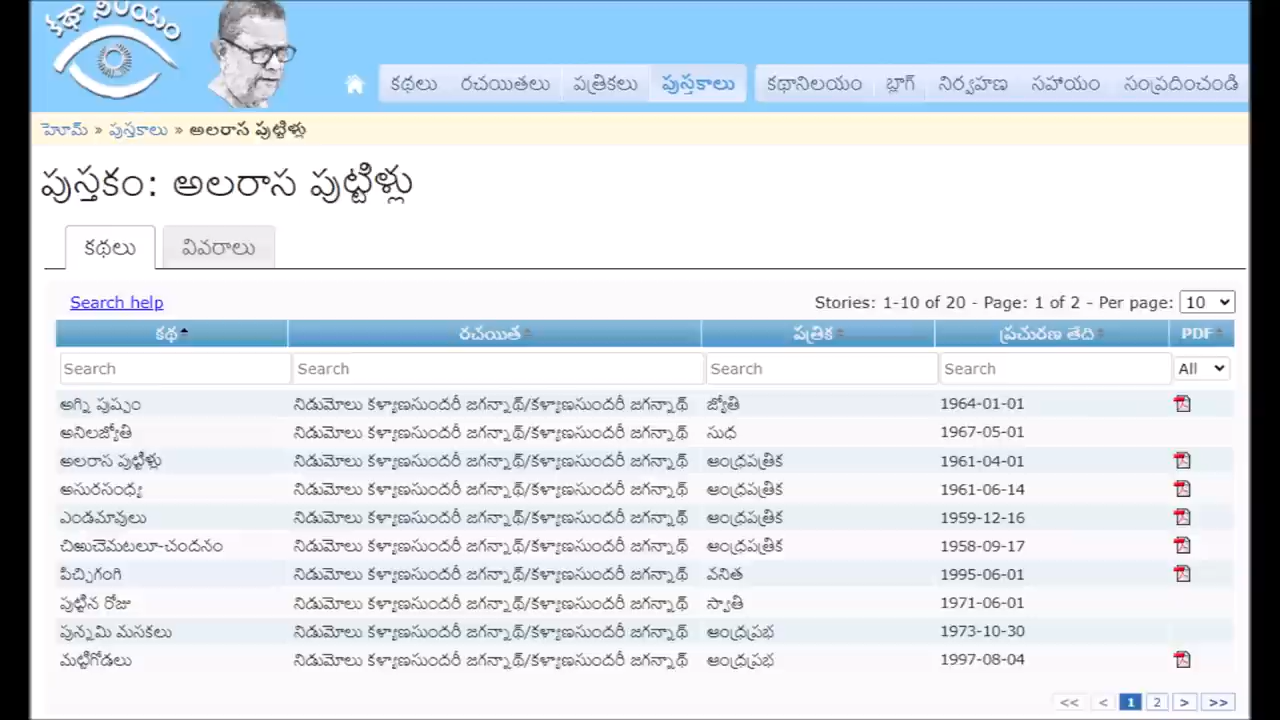 కథా నిలయం
కథలు రచయితలు పత్రికలు పుస్తకాలు కథానిలయం బ్లాగ్ నిర్వహణ సహాయం సంప్రదించండి
హెూమ్ » పుస్తకాలు » అలరాస పుట్టిళ్లు
పుస్తకం: అలరాస పుట్టిళ్లు
కథలు వివరాలు
Search help Stories: 1-10 of 20 - Page: 1 of 2 - Per page: 10
కథ రచయిత పత్రిక ప్రచురణ తేది PDF
Search Search Search Search All
అగ్ని పుష్పం నిడుమోలు కళ్యాణసుందరీ జగన్నాథ్/కళ్యాణసుందరీ జగన్నాథ్ జ్యోతి 1964-01-01
అనిలజ్యోతి నిడుమోలు కళ్యాణసుందరీ జగన్నాథ్/కళ్యాణసుందరీ జగన్నాథ్ సుధ 1967-05-01
అలరాస పుట్టిళ్లు నిడుమోలు కళ్యాణసుందరీ జగన్నాథ్/కళ్యాణసుందరీ జగన్నాథ్ ఆంధ్రపత్రిక 1961-04-01
అసురసంధ్య నిడుమోలు కళ్యాణసుందరీ జగన్నాథ్/కళ్యాణసుందరీ జగన్నాథ్ ఆంధ్రపత్రిక 1961-06-14
ఎండమావులు నిడుమోలు కళ్యాణసుందరీ జగన్నాథ్/కళ్యాణసుందరీ జగన్నాథ్ ఆంధ్రపత్రిక 1959-12-16
చిఱుచెమటలూ-చందనం నిడుమోలు కళ్యాణసుందరీ జగన్నాథ్/కళ్యాణసుందరీ జగన్నాథ్ ఆంధ్రపత్రిక 1958-09-17
పిచ్చిగంగి నిడుమోలు కళ్యాణసుందరీ జగన్నాథ్/కళ్యాణసుందరీ జగన్నాథ్ వనిత 1995-06-01
పుట్టిన రోజు నిడుమోలు కళ్యాణసుందరీ జగన్నాథ్/కళ్యాణసుందరీ జగన్నాథ్ స్వాతి 1971-06-01
పున్నమి మసకలు నిడుమోలు కళ్యాణసుందరీ జగన్నాథ్/కళ్యాణసుందరీ జగన్నాథ్ ఆంధ్రప్రభ 1973-10-30
మట్టిగోడలు నిడుమోలు కళ్యాణసుందరీ జగన్నాథ్/కళ్యాణసుందరీ జగన్నాథ్ ఆంధ్రప్రభ 1997-08-04
<< < 1 2 > >>